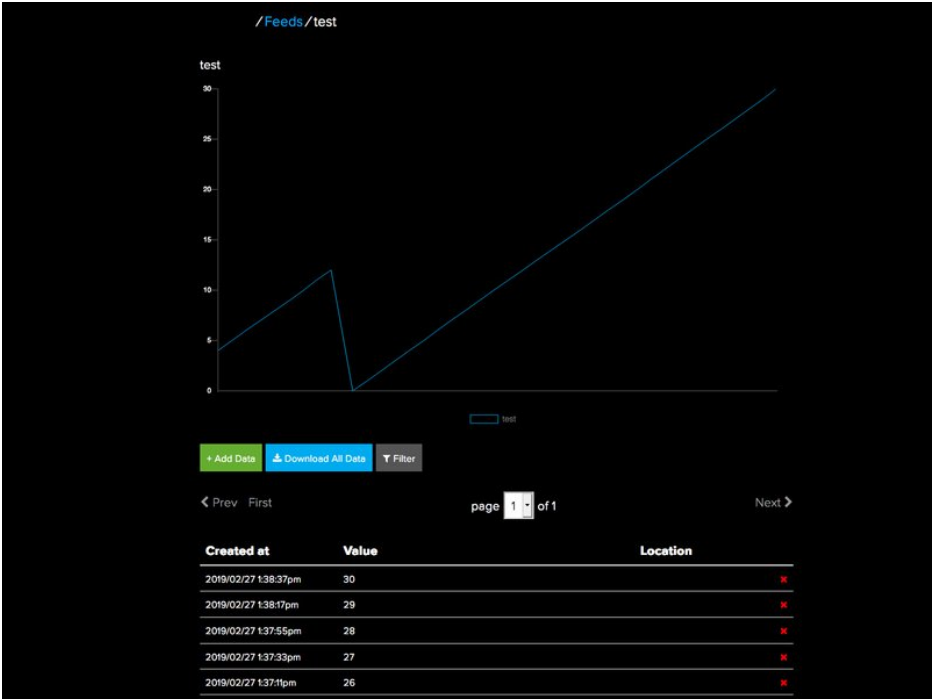 /Feeds/test
test
30
25
20
15
10
5
0
test
+ Add Data Download All Data Filter
Prev First page 1 of 1 Next
Created at Value Location
2019/02/27 1:38:37pm 30
2019/02/27 1:38:17pm 29
2019/02/27 1:37:55pm 28
2019/02/27 1:37:33pm 27
2019/02/27 1:37:11pm 26